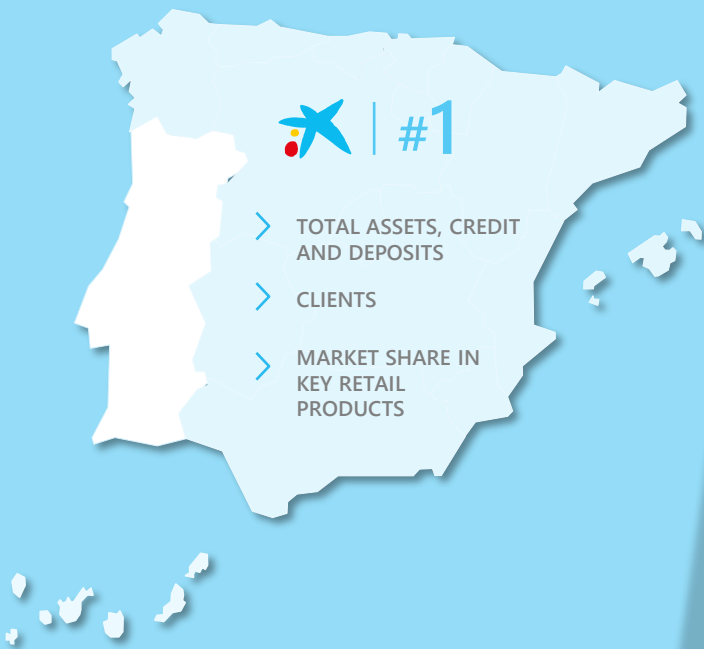 #1
TOTAL ASSETS, CREDIT
AND DEPOSITS
CLIENTS
MARKET SHARE IN
KEY RETAIL
PRODUCTS